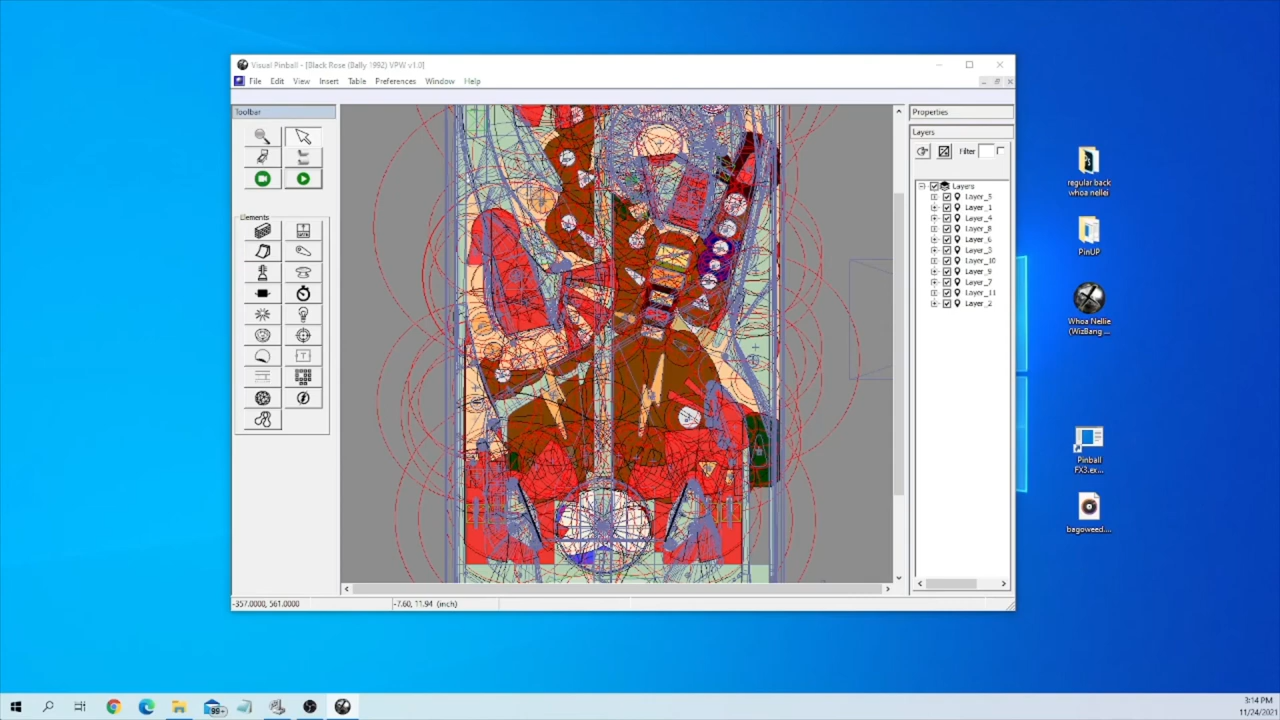 Visual Pinball - [Black Rose (Bally 1992) VPW v1.0]
File Edit View Insert Table Preferences Window Help
Toolbar
Elements
Properties
Layers
Filter
Layers
Layer_5
Layer_1
Layer_4
Layer_8
Layer_6
Layer_3
Layer_10
Layer_9
Layer_7
Layer_11
Layer_2
-357.0000, 561.0000
-7.60, 11.94 (inch)
regular back
whoa nellei
PinUP
Whoa Nellie
(WizBang ...
Pinball
FX3.ex...
bagoweed....
99+
3:14 PM
11/24/2021